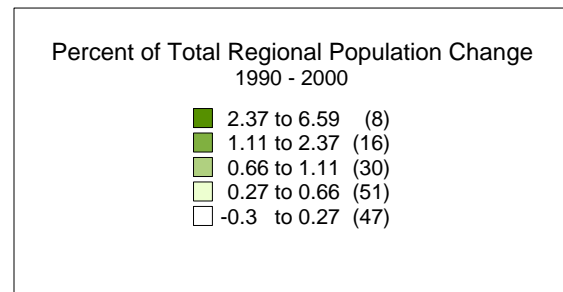 Percent of Total Regional Population Change
1990 - 2000
2.37 to 6.59 (8)
1.11 to 2.37 (16)
0.66 to 1.11 (30)
0.27 to 0.66 (51)
-0.3 to 0.27 (47)